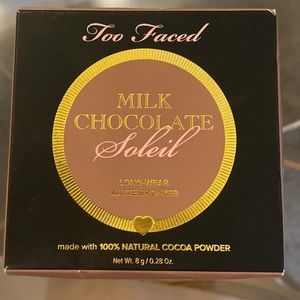 Too Faced
MILK
CHOCOLATE
Soleil
LONG-WEAR
MATTE BRONZER
made with 100% NATURAL COCOA POWDER
Net Wt. 8 g / 0.28 Oz.